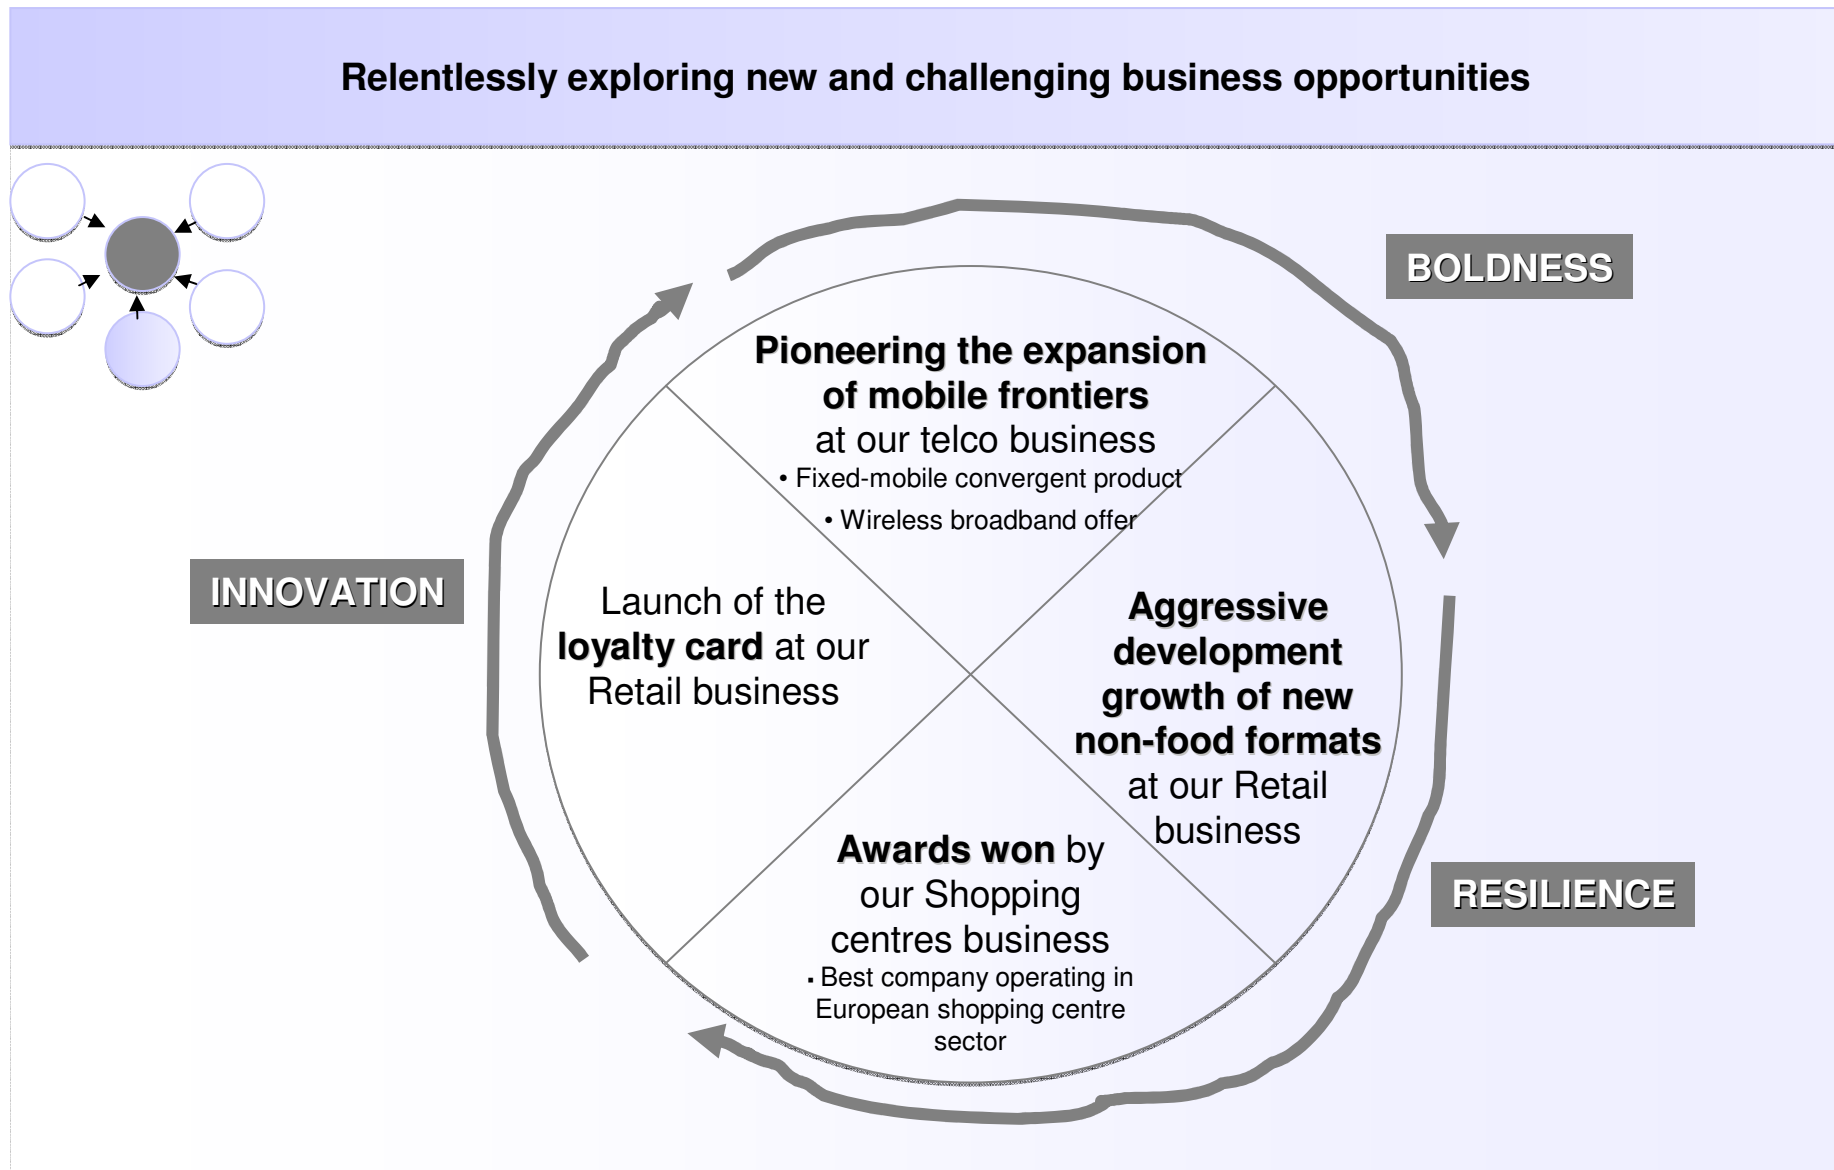 Relentlessly exploring new and challenging business opportunities
BOLDNESS
Pioneering the expansion
of mobile frontiers
at our telco business
• Fixed-mobile convergent product
• Wireless broadband offer
INNOVATION
Launch of the
loyalty card at our
Retail business
Aggressive
development
growth of new
non-food formats
at our Retail
business
Awards won by
our Shopping
centres business
▪ Best company operating in
European shopping centre
sector
RESILIENCE